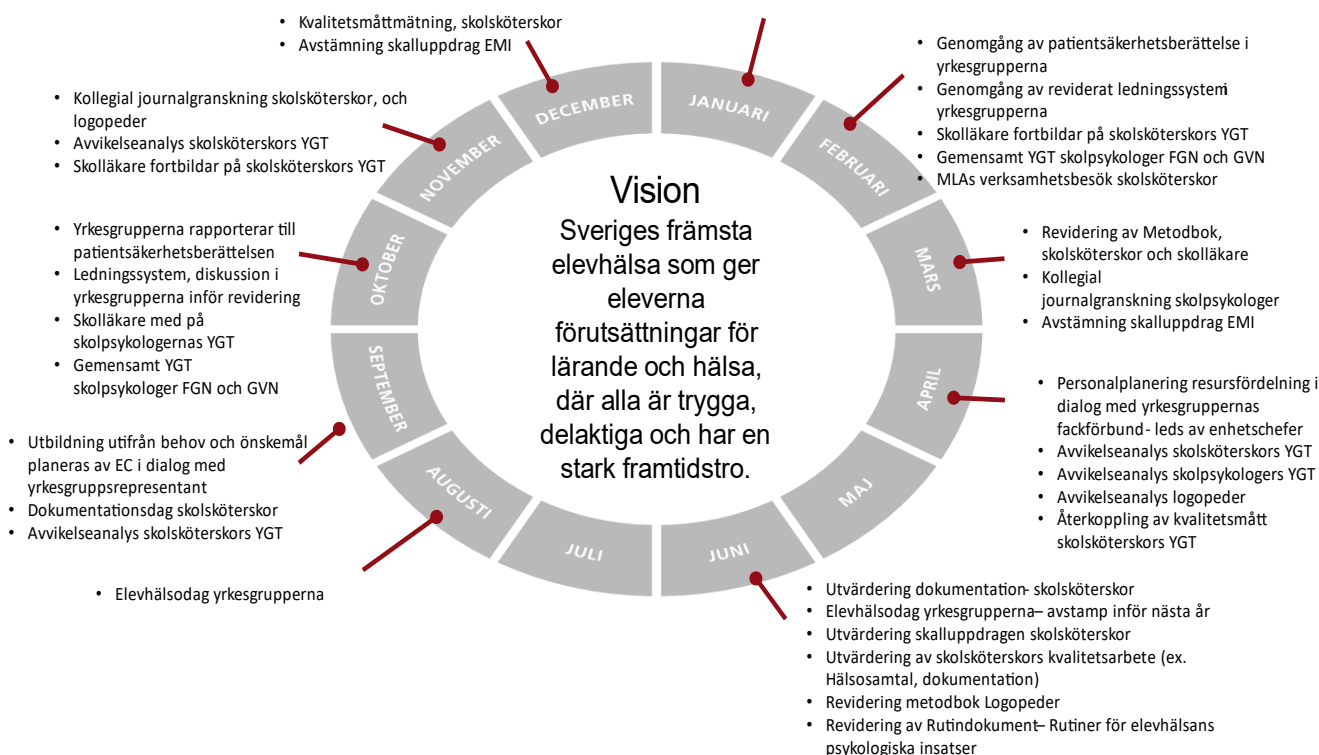 • Kvalitetsmåttmätning, skolsköterskor
• Avstämning skalluppdrag EMI
• Kollegial journalgranskning skolsköterskor, och
logopeder
• Avvikelseanalys skolsköterskors YGT
• Skolläkare fortbildar på skolsköterskors YGT
• Yrkesgrupperna rapporterar till
patientsäkerhetsberättelsen
• Ledningssystem, diskussion i
yrkesgrupperna inför revidering
• Skolläkare med på
skolpsykologernas YGT
• Gemensamt YGT
skolpsykologer FGN och GVN
• Utbildning utifrån behov och önskemål
planeras av EC i dialog med
yrkesgruppsrepresentant
• Dokumentationsdag skolsköterskor
• Avvikelseanalys skolsköterskors YGT
• Elevhälsodag yrkesgrupperna
DECEMBER
JANUARI
NOVEMBER
FEBRUARI
OKTOBER
MARS
SEPTEMBER
APRIL
AUGUSTI
MAJ
JULI
JUNI
Vision
Sveriges främsta
elevhälsa som ger
eleverna
förutsättningar för
lärande och hälsa,
där alla är trygga,
delaktiga och har en
stark framtidstro.
• Genomgång av patientsäkerhetsberättelse i
yrkesgrupperna
• Genomgång av reviderat ledningssystem i
yrkesgrupperna
• Skolläkare fortbildar på skolsköterskors YGT
• Gemensamt YGT skolpsykologer FGN och GVN
• MLAs verksamhetsbesök skolsköterskor
• Revidering av Metodbok,
skolsköterskor och skolläkare
• Kollegial
journalgranskning skolpsykologer
• Avstämning skalluppdrag EMI
• Personalplanering resursfördelning i
dialog med yrkesgruppernas
fackförbund- leds av enhetschefer
• Avvikelseanalys skolsköterskors YGT
• Avvikelseanalys skolpsykologers YGT
• Avvikelseanalys logopeder
• Återkoppling av kvalitetsmått
skolsköterskors YGT
• Utvärdering dokumentation- skolsköterskor
• Elevhälsodag yrkesgrupperna– avstamp inför nästa år
• Utvärdering skalluppdragen skolsköterskor
• Utvärdering av skolsköterskors kvalitetsarbete (ex.
Hälsosamtal, dokumentation)
• Revidering metodbok Logopeder
• Revidering av Rutindokument– Rutiner för elevhälsans
psykologiska insatser